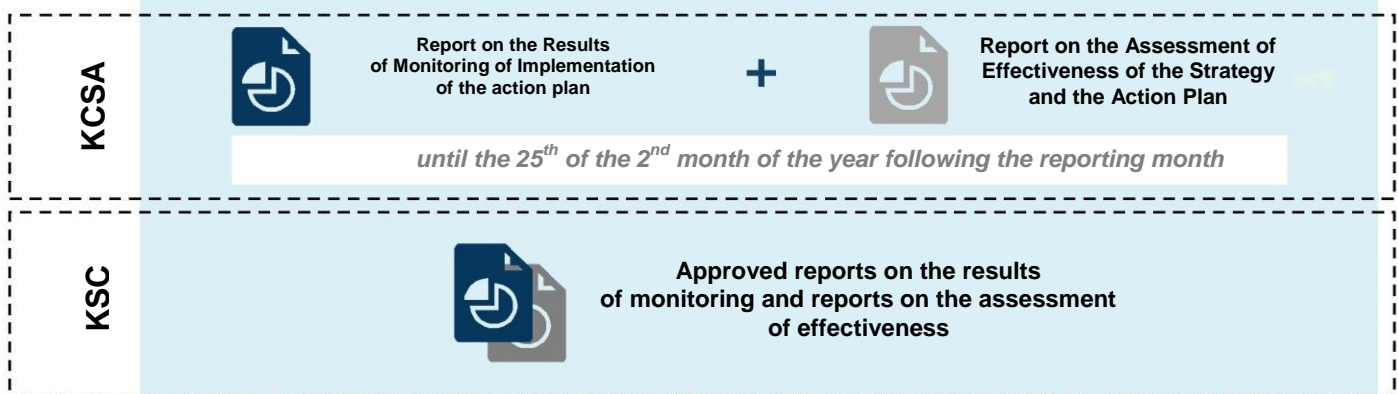 KCSA
Report on the Results
of Monitoring of Implementation
of the action plan
+
Report on the Assessment of
Effectiveness of the Strategy
and the Action Plan
until the 25th of the 2nd month of the year following the reporting month
KSC
Approved reports on the results
of monitoring and reports on the assessment
of effectiveness